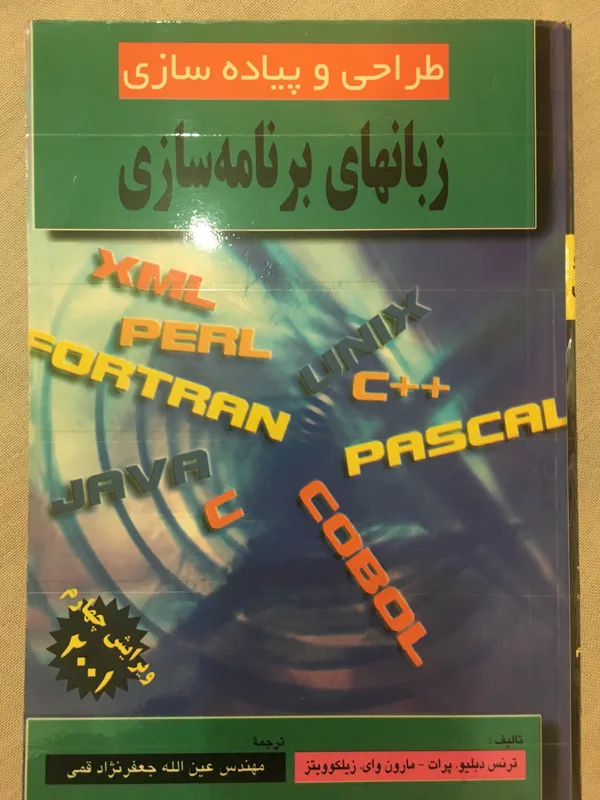 طراحی و پیاده سازی
زبانهای برنامه‌سازی
XML
PERL
UNIX
FORTRAN
C++
PASCAL
JAVA
C
COBOL
ویرایش چهارم
۲۰۰۱
تالیف :
ترنس دبلیو. پرات - مارون وای. زیلکوویتز
ترجمهٔ :
مهندس عین الله جعفرنژاد قمی